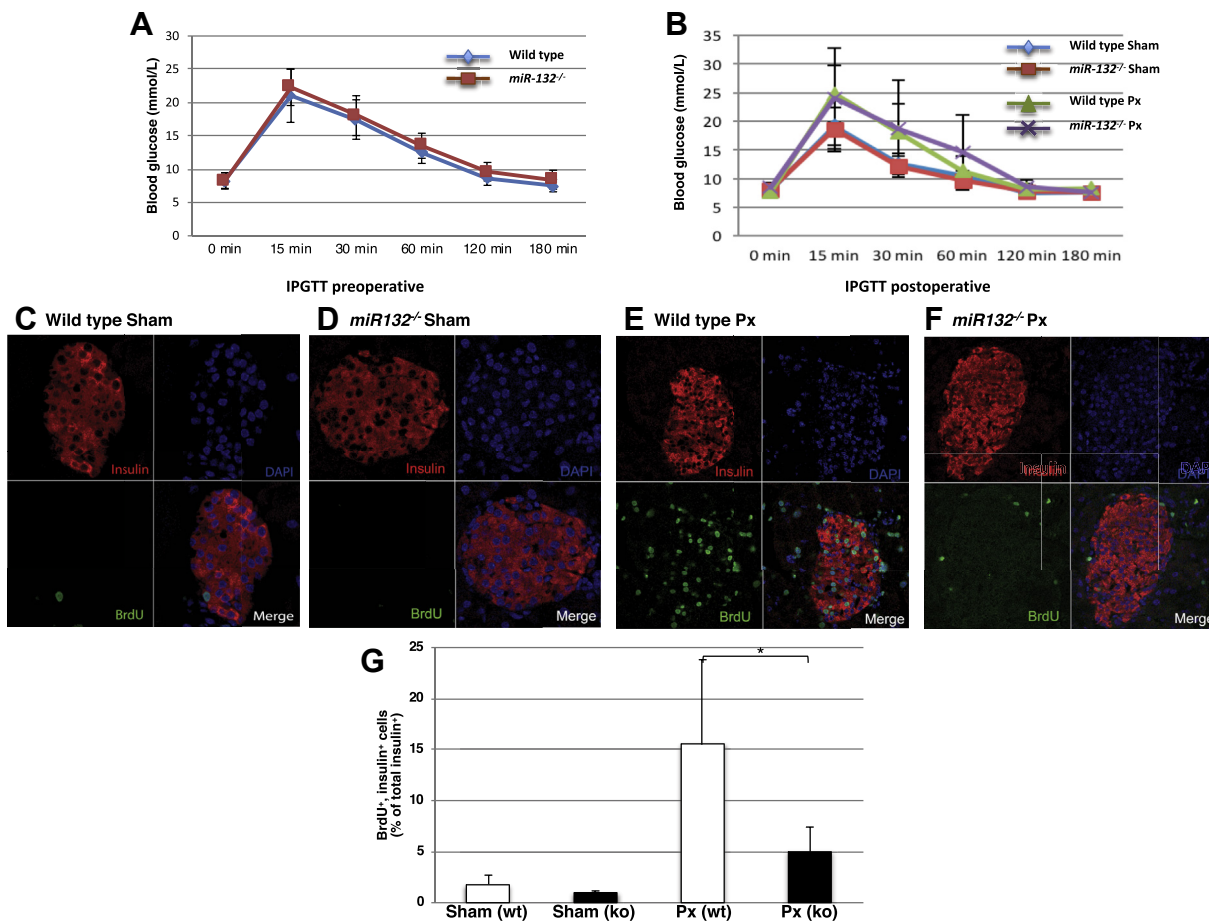 A
Blood glucose (mmol/L)
30
25
20
15
10
5
0
0 min 15 min 30 min 60 min 120 min 180 min
IPGTT preoperative
Wild type
miR-132-/-
B
Blood glucose (mmol/L)
35
30
25
20
15
10
5
0
0 min 15 min 30 min 60 min 120 min 180 min
IPGTT postoperative
Wild type Sham
miR-132-/- Sham
Wild type Px
miR-132-/- Px
C Wild type Sham
Insulin DAPI
BrdU Merge
D miR132-/- Sham
Insulin DAPI
BrdU Merge
E Wild type Px
Insulin DAPI
BrdU Merge
F miR132-/- Px
Insulin DAPI
BrdU Merge
G
BrdU+, insulin+ cells
(% of total insulin+)
25
20
15
10
5
0
*
Sham (wt) Sham (ko) Px (wt) Px (ko)